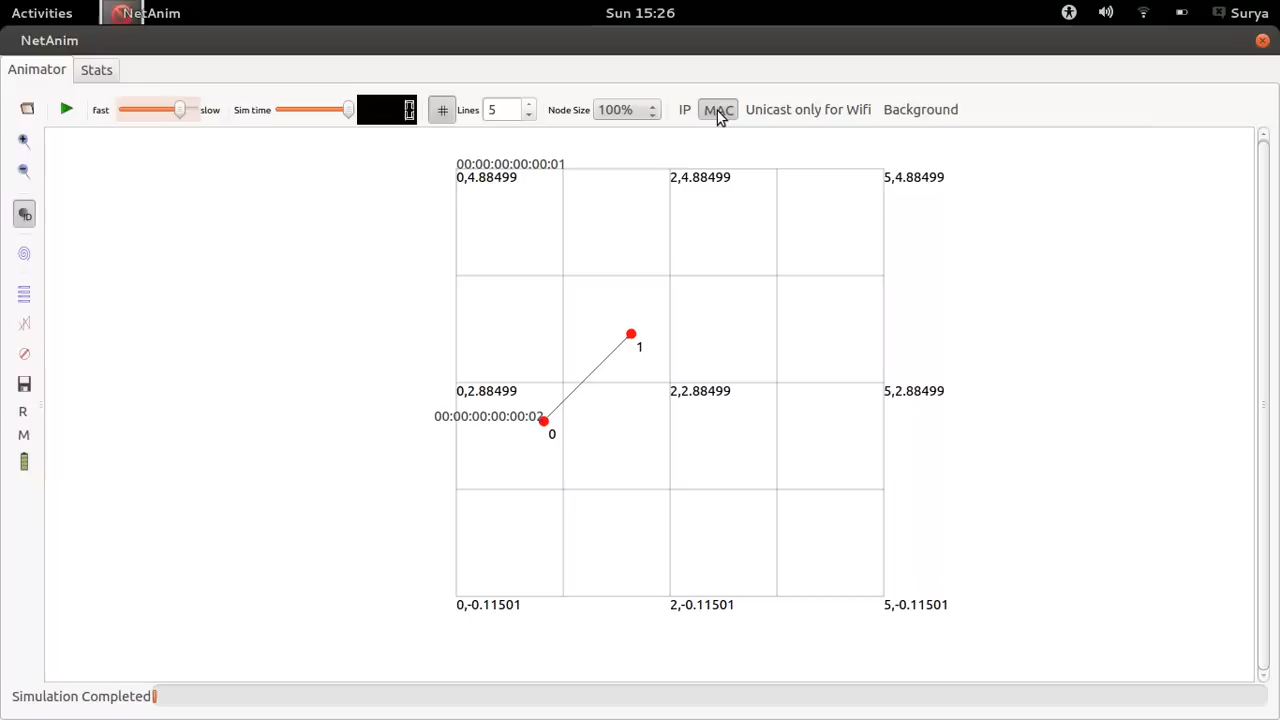 Activities NetAnim Sun 15:26 Surya
NetAnim
Animator Stats
fast slow Sim time 0 # Lines 5 Node Size 100% IP MAC Unicast only for Wifi Background
00:00:00:00:00:01
0,4.88499 2,4.88499 5,4.88499
ID
1
0,2.88499 2,2.88499 5,2.88499
00:00:00:00:00:02
0
R
M
0,-0.11501 2,-0.11501 5,-0.11501
Simulation Completed